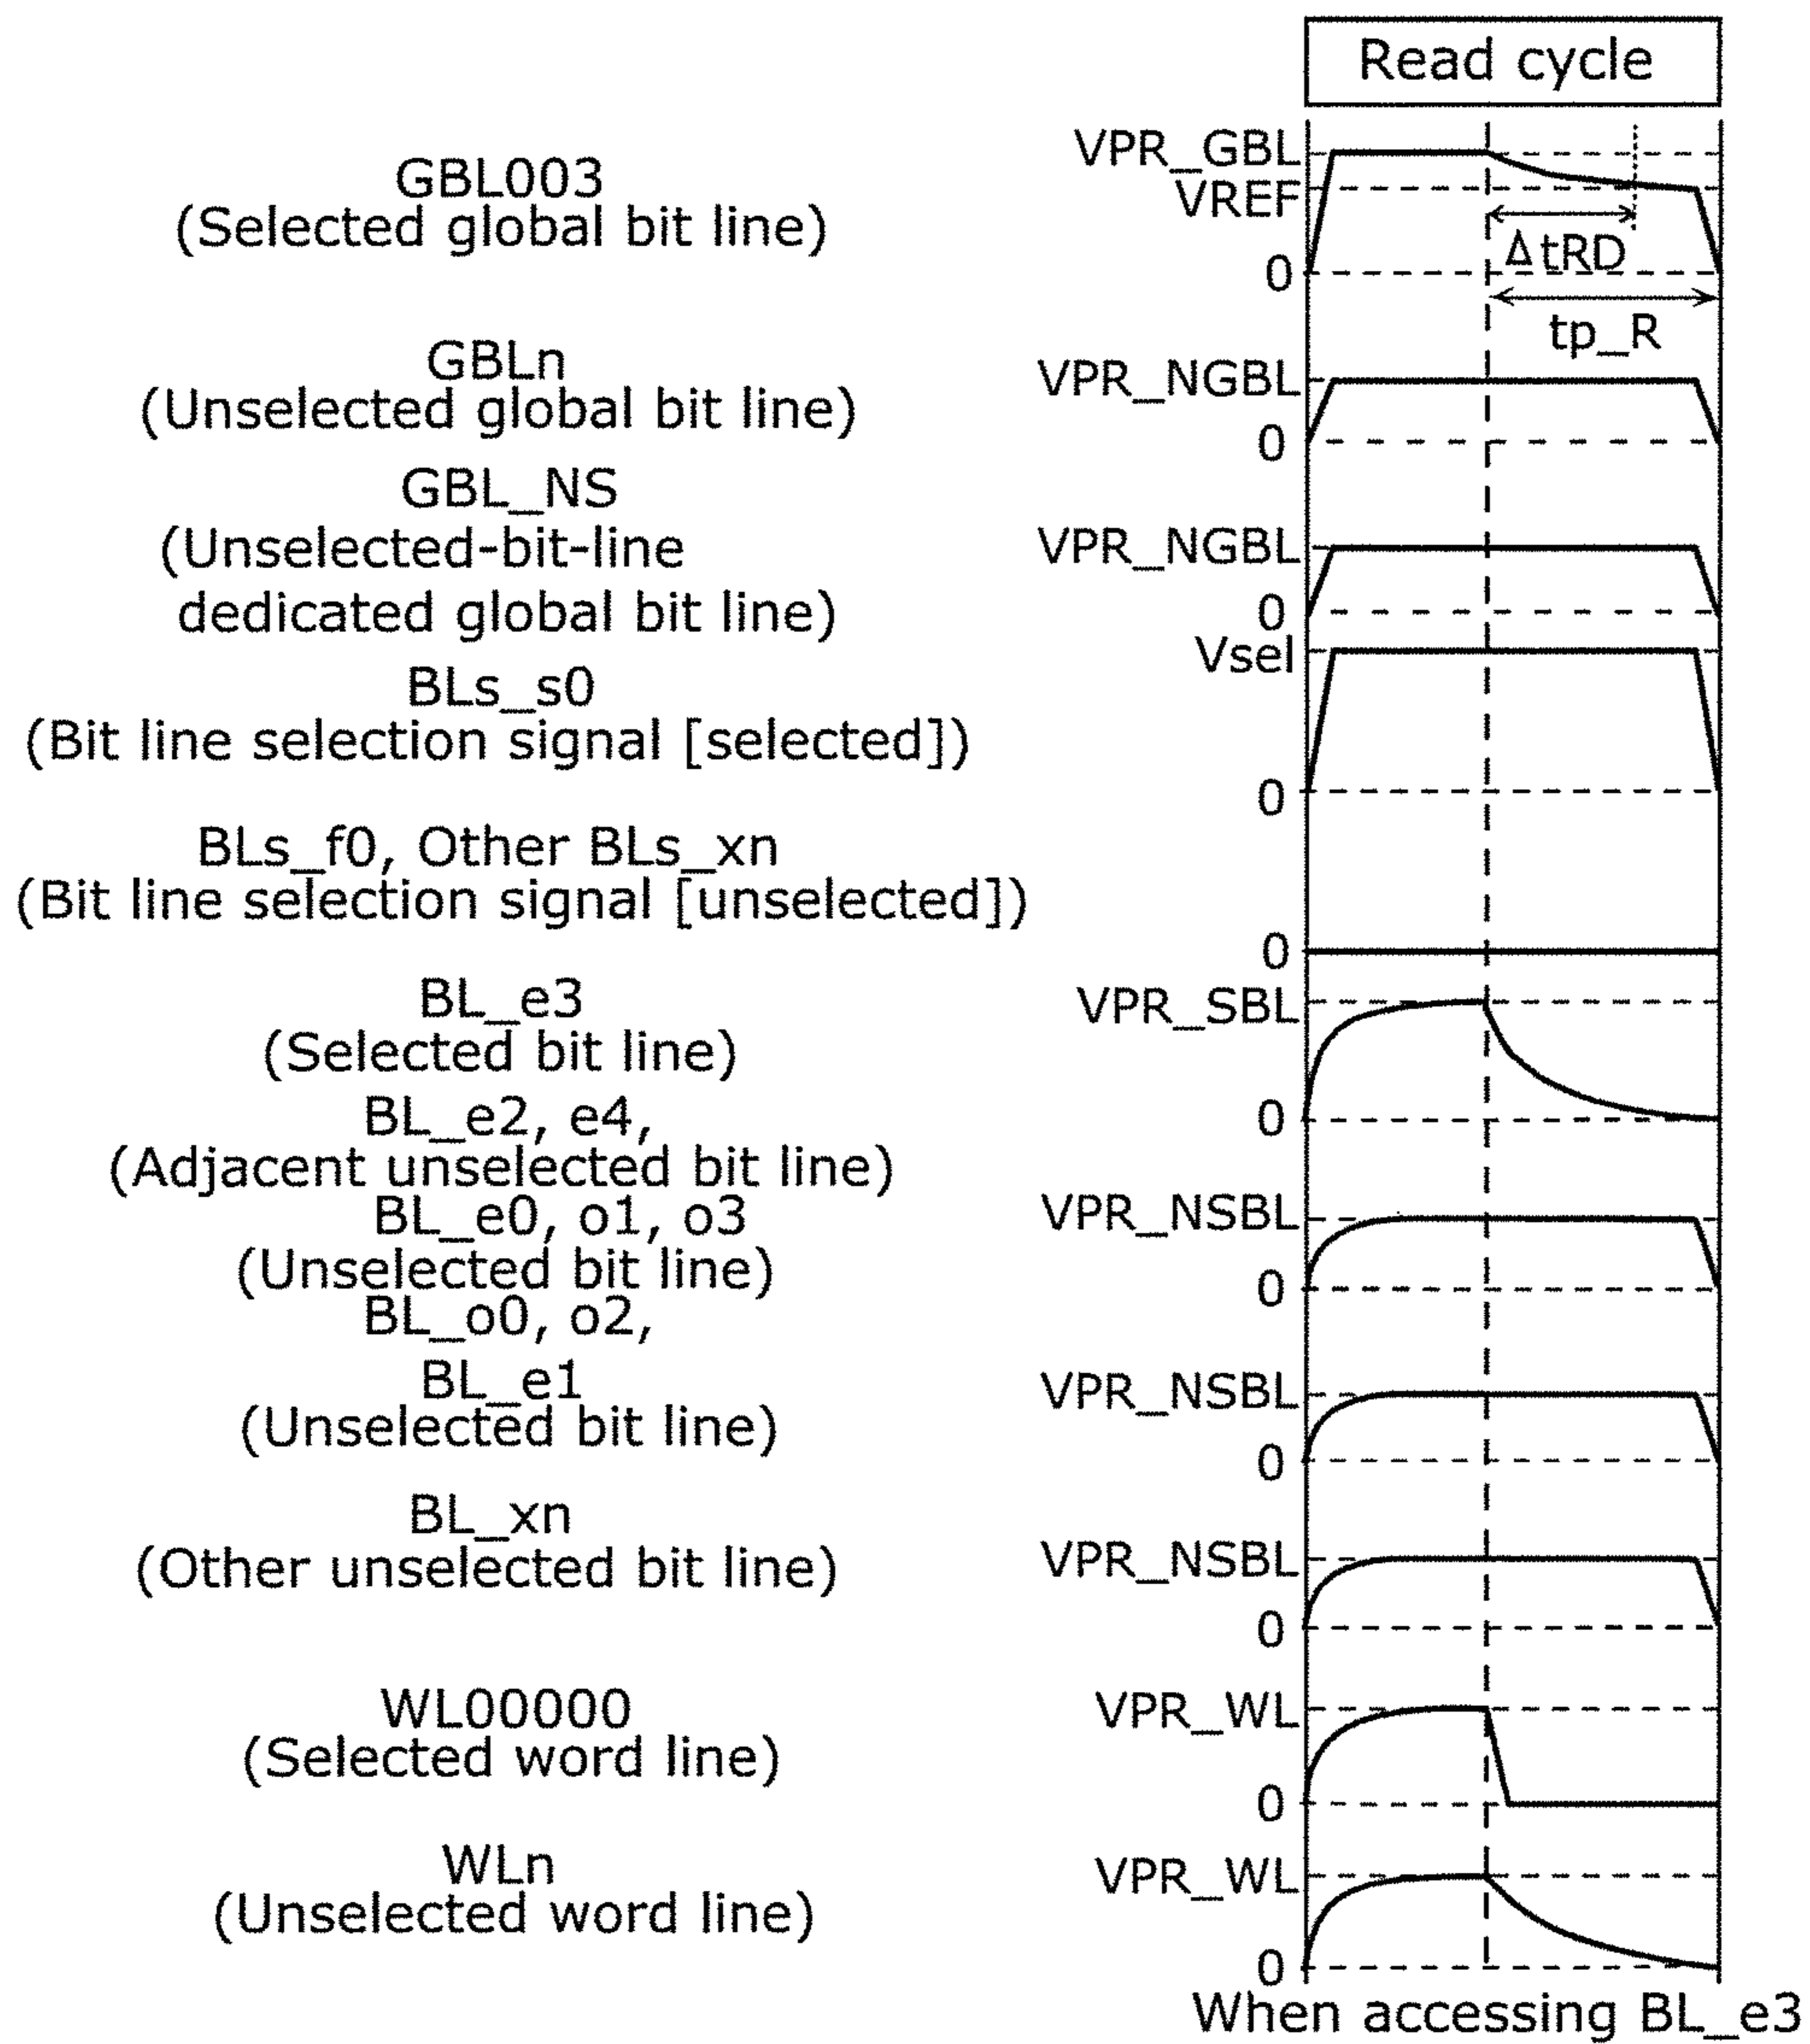 Read cycle
GBL003
(Selected global bit line)
VPR_GBL
VREF
0
ΔtRD
tp_R
GBLn
(Unselected global bit line)
VPR_NGBL
0
GBL_NS
(Unselected-bit-line
dedicated global bit line)
VPR_NGBL
0
BLs_s0
(Bit line selection signal [selected])
Vsel
0
BLs_f0, Other BLs_xn
(Bit line selection signal [unselected])
0
BL_e3
(Selected bit line)
VPR_SBL
0
BL_e2, e4,
(Adjacent unselected bit line)
BL_e0, o1, o3
(Unselected bit line)
VPR_NSBL
0
BL_o0, o2,
BL_e1
(Unselected bit line)
VPR_NSBL
0
BL_xn
(Other unselected bit line)
VPR_NSBL
0
WL00000
(Selected word line)
VPR_WL
0
WLn
(Unselected word line)
VPR_WL
0
When accessing BL_e3